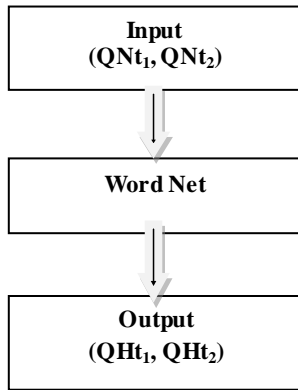 Input
(QNt₁, QNt₂)
Word Net
Output
(QHt₁, QHt₂)